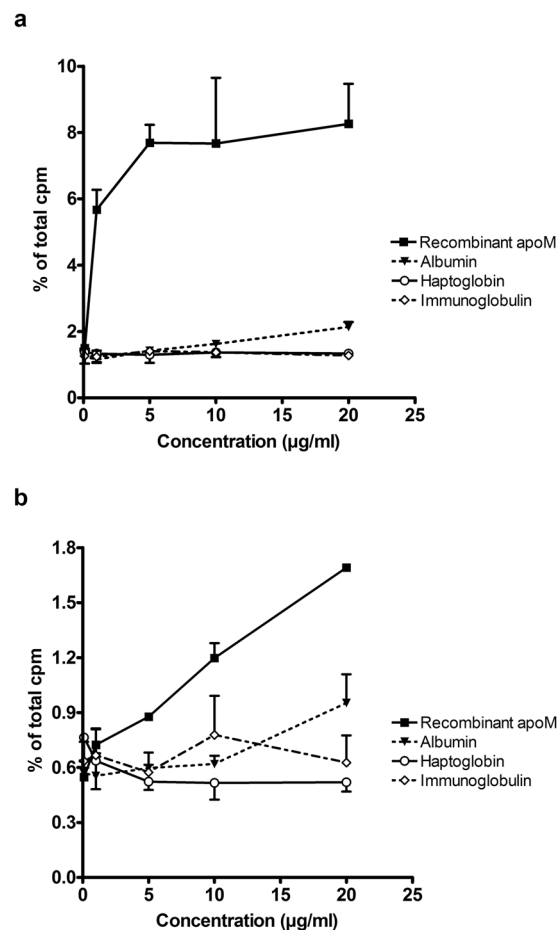 a
10
8
6
4
2
0
% of total cpm
0 5 10 15 20 25
Concentration (µg/ml)
Recombinant apoM
Albumin
Haptoglobin
Immunoglobulin
b
1.8
1.5
1.2
0.9
0.6
0.3
0.0
% of total cpm
0 5 10 15 20 25
Concentration (µg/ml)
Recombinant apoM
Albumin
Haptoglobin
Immunoglobulin